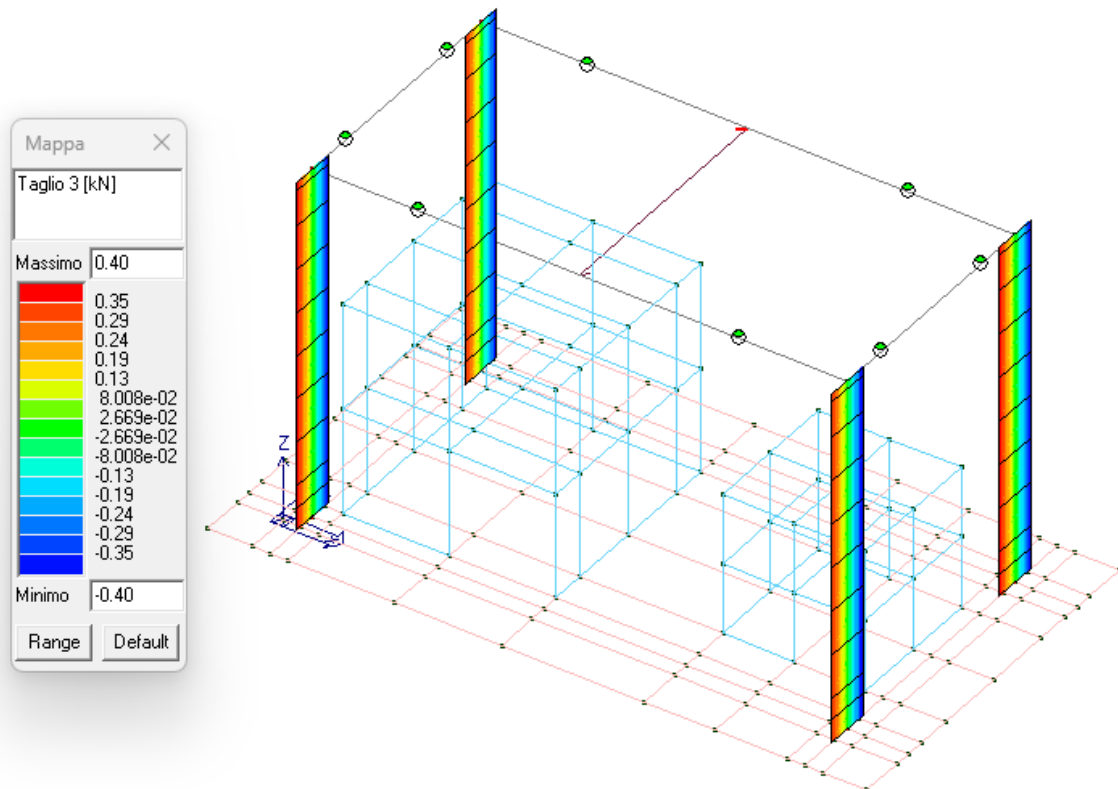 Mappa
Taglio 3 [kN]
Massimo 0.40
0.35
0.29
0.24
0.19
0.13
8.008e-02
2.669e-02
-2.669e-02
-8.008e-02
-0.13
-0.19
-0.24
-0.29
-0.35
Minimo -0.40
Range Default
Z